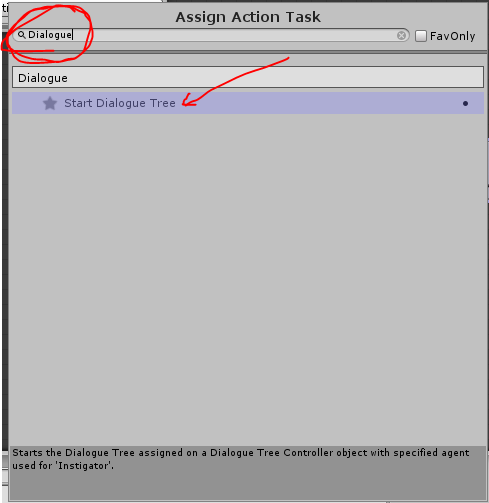 Assign Action Task
Dialogue
FavOnly
Dialogue
Start Dialogue Tree
Starts the Dialogue Tree assigned on a Dialogue Tree Controller object with specified agent
used for 'Instigator'.